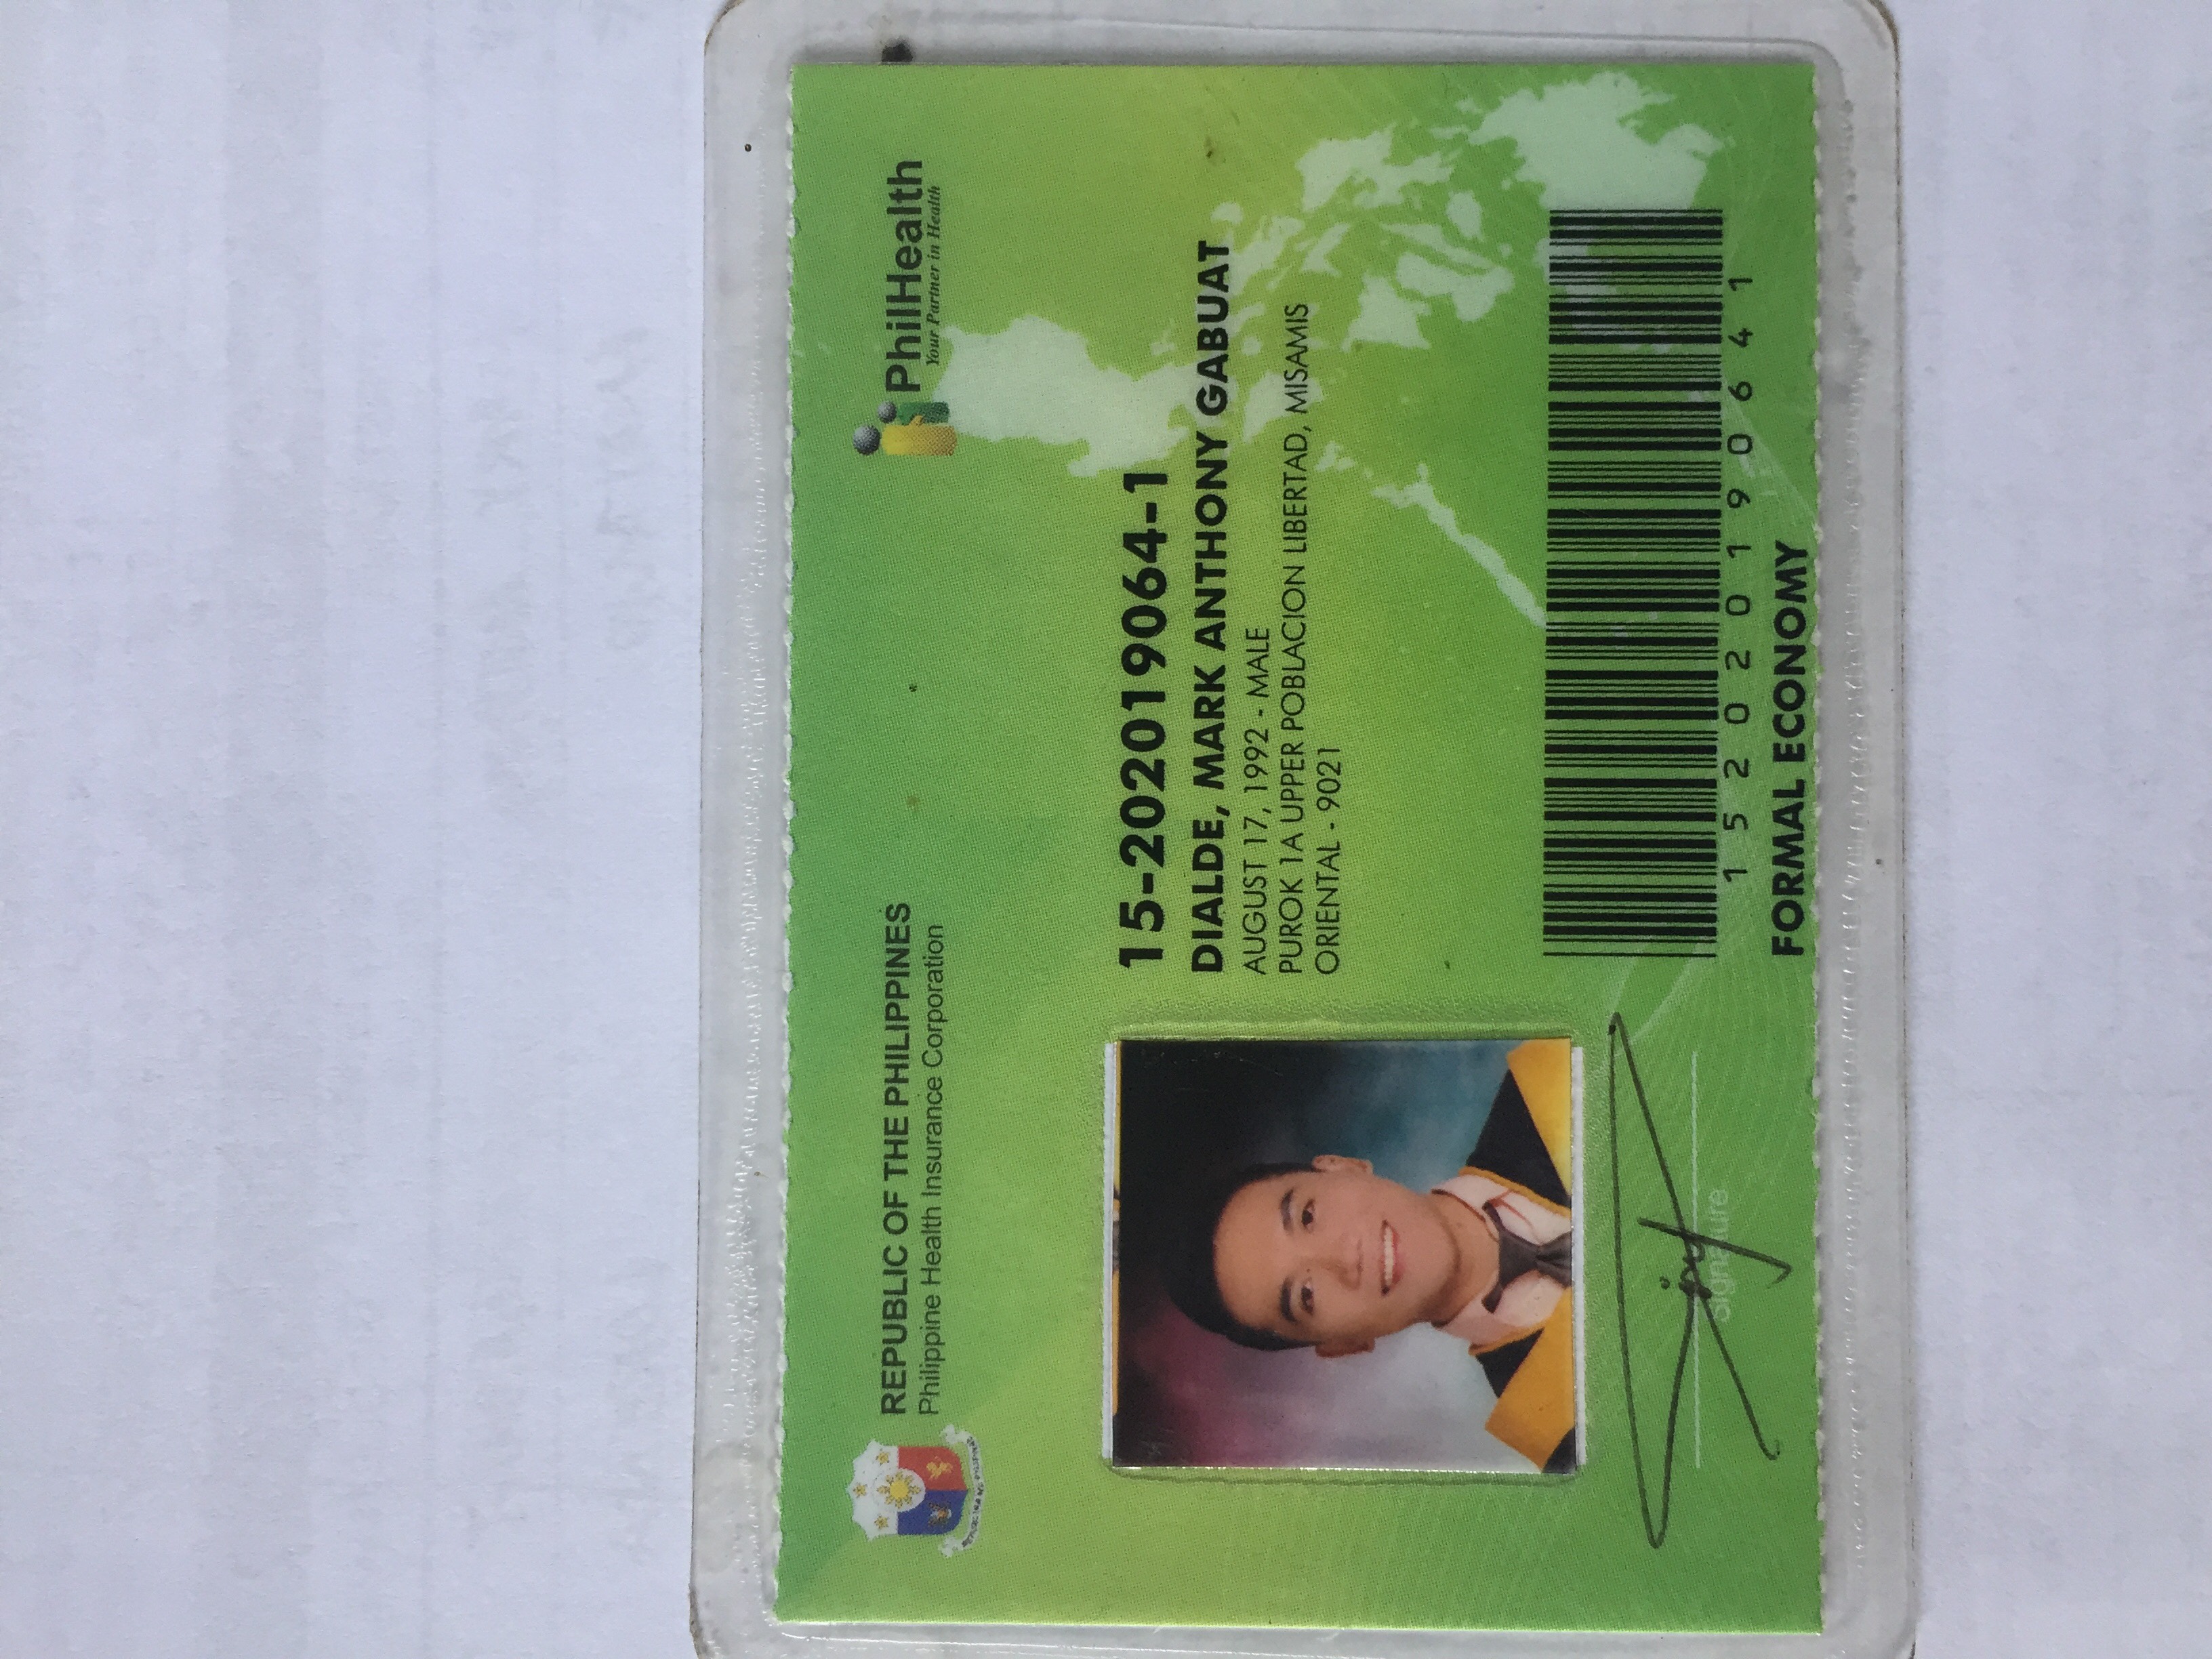 REPUBLIC OF THE PHILIPPINES
Philippine Health Insurance Corporation
PhilHealth
Your Partner in Health
15-202019064-1
DIALDE, MARK ANTHONY GABUAT
AUGUST 17, 1992 - MALE
PUROK 1A UPPER POBLACION LIBERTAD, MISAMIS
ORIENTAL - 9021
152020190641
FORMAL ECONOMY
Signature